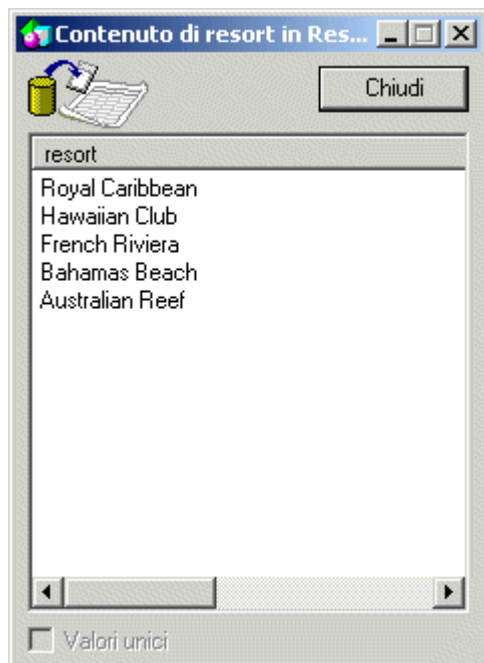 Contenuto di resort in Res...
Chiudi
resort
Royal Caribbean
Hawaiian Club
French Riviera
Bahamas Beach
Australian Reef
Valori unici